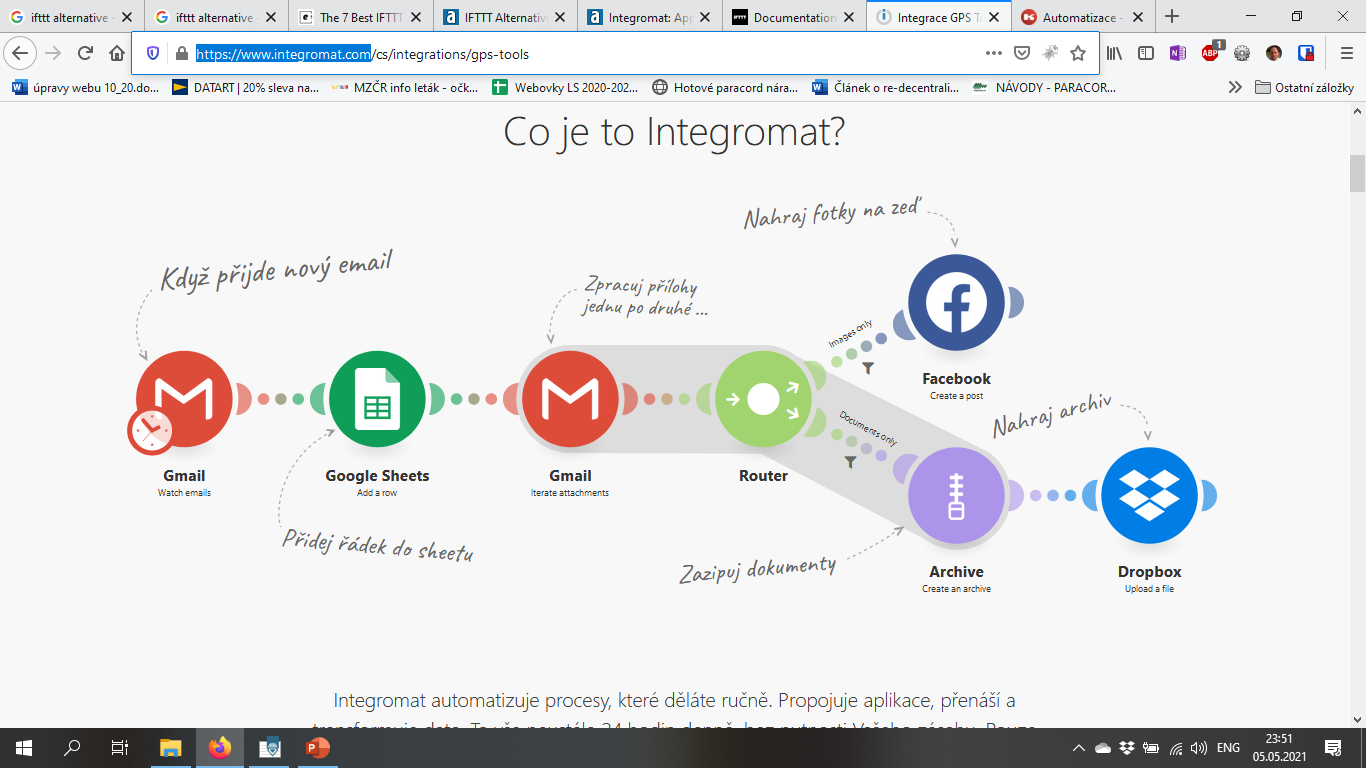 ifttt alternative -
ifttt alternative -
The 7 Best IFTTT
IFTTT Alternative
Integromat: App
IFTTT
Documentation
Integrace GPS To
Automatizace -
https://www.integromat.com/cs/integrations/gps-tools
ABP
1
úpravy webu 10_20.do...
DATART | 20% sleva na...
MZČR info leták - očk...
Webovky LS 2020-202...
Hotové paracord nára...
Článek o re-decentrali...
NÁVODY - PARACOR...
Ostatní záložky
Co je to Integromat?
Nahraj fotky na zeď
Když přijde nový email
Zpracuj přílohy
jednu po druhé ...
Images only
Facebook
Create a post
Documents only
Nahraj archiv
Gmail
Watch emails
Google Sheets
Add a row
Gmail
Iterate attachments
Router
Přidej řádek do sheetu
Zazipuj dokumenty
Archive
Create an archive
Dropbox
Upload a file
Integromat automatizuje procesy, které děláte ručně. Propojuje aplikace, přenáší a
ENG
23:51
05.05.2021